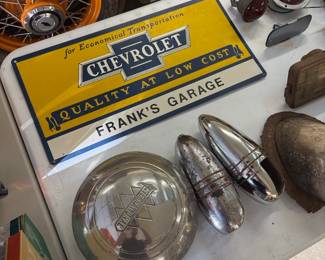 for Economical Transportation
CHEVROLET
QUALITY AT LOW COST
FRANK'S GARAGE